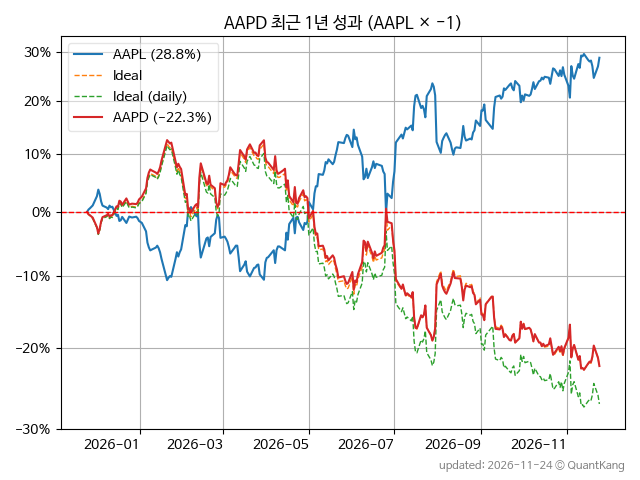 AAPD 최근 1년 성과 (AAPL × −1)
AAPL (28.8%)
Ideal
Ideal (daily)
AAPD (−22.3%)
30%
20%
10%
0%
−10%
−20%
−30%
2026-01
2026-03
2026-05
2026-07
2026-09
2026-11
updated: 2026-11-24 © QuantKang